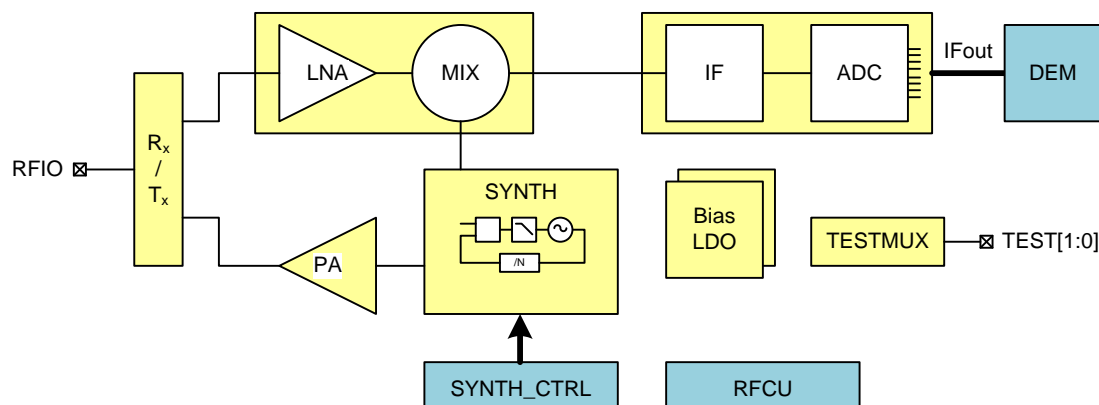 LNA
MIX
IF
ADC
IFout
DEM
RFIO
Rx
/
Tx
SYNTH
/N
PA
Bias
LDO
TESTMUX
TEST[1:0]
SYNTH_CTRL
RFCU